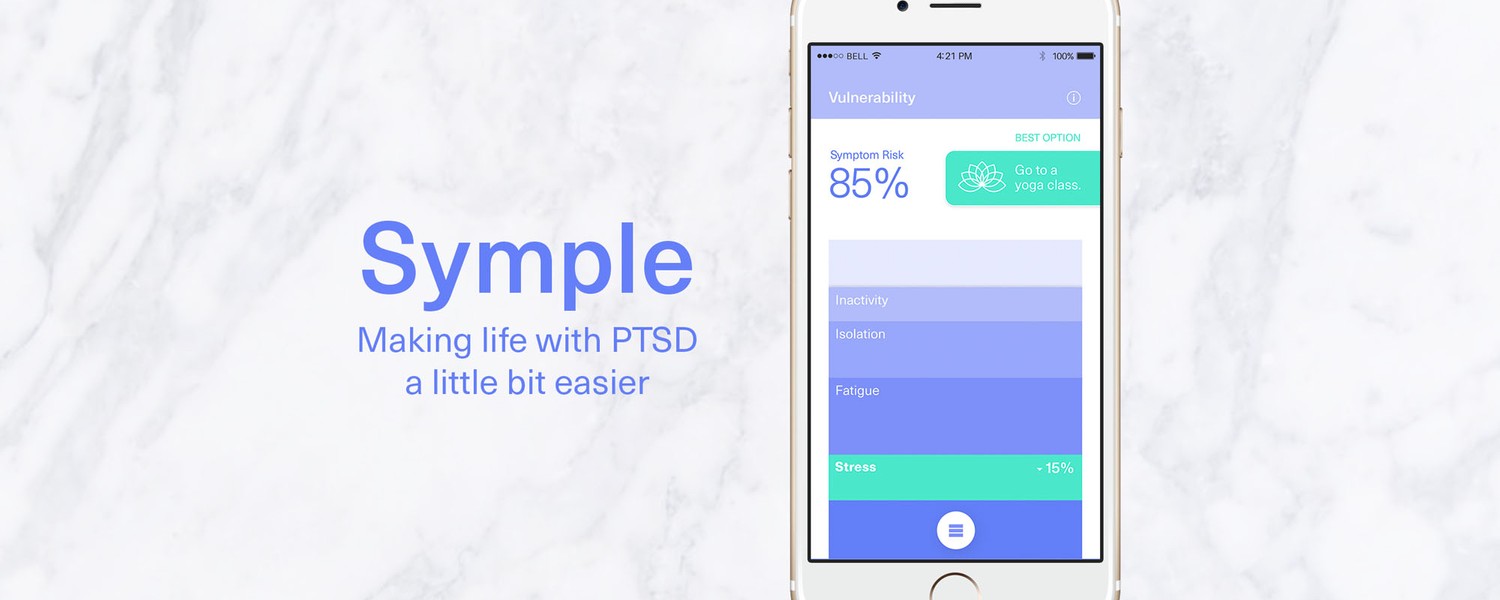 Symple
Making life with PTSD
a little bit easier
BELL
4:21 PM
100%
Vulnerability
BEST OPTION
Symptom Risk
85%
Go to a
yoga class.
Inactivity
Isolation
Fatigue
Stress
- 15%